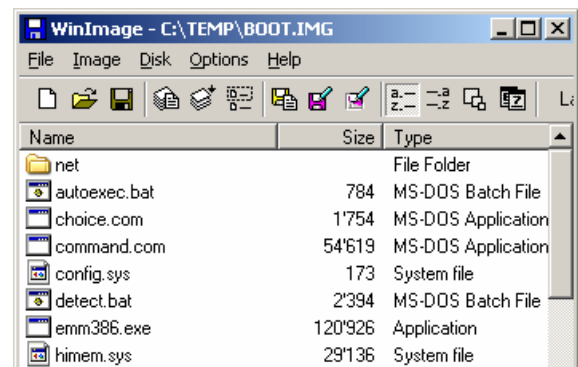 WinImage - C:\TEMP\BOOT.IMG
File Image Disk Options Help
Name Size Type
net File Folder
autoexec.bat 784 MS-DOS Batch File
choice.com 1'754 MS-DOS Application
command.com 54'619 MS-DOS Application
config.sys 173 System file
detect.bat 2'394 MS-DOS Batch File
emm386.exe 120'926 Application
himem.sys 29'136 System file